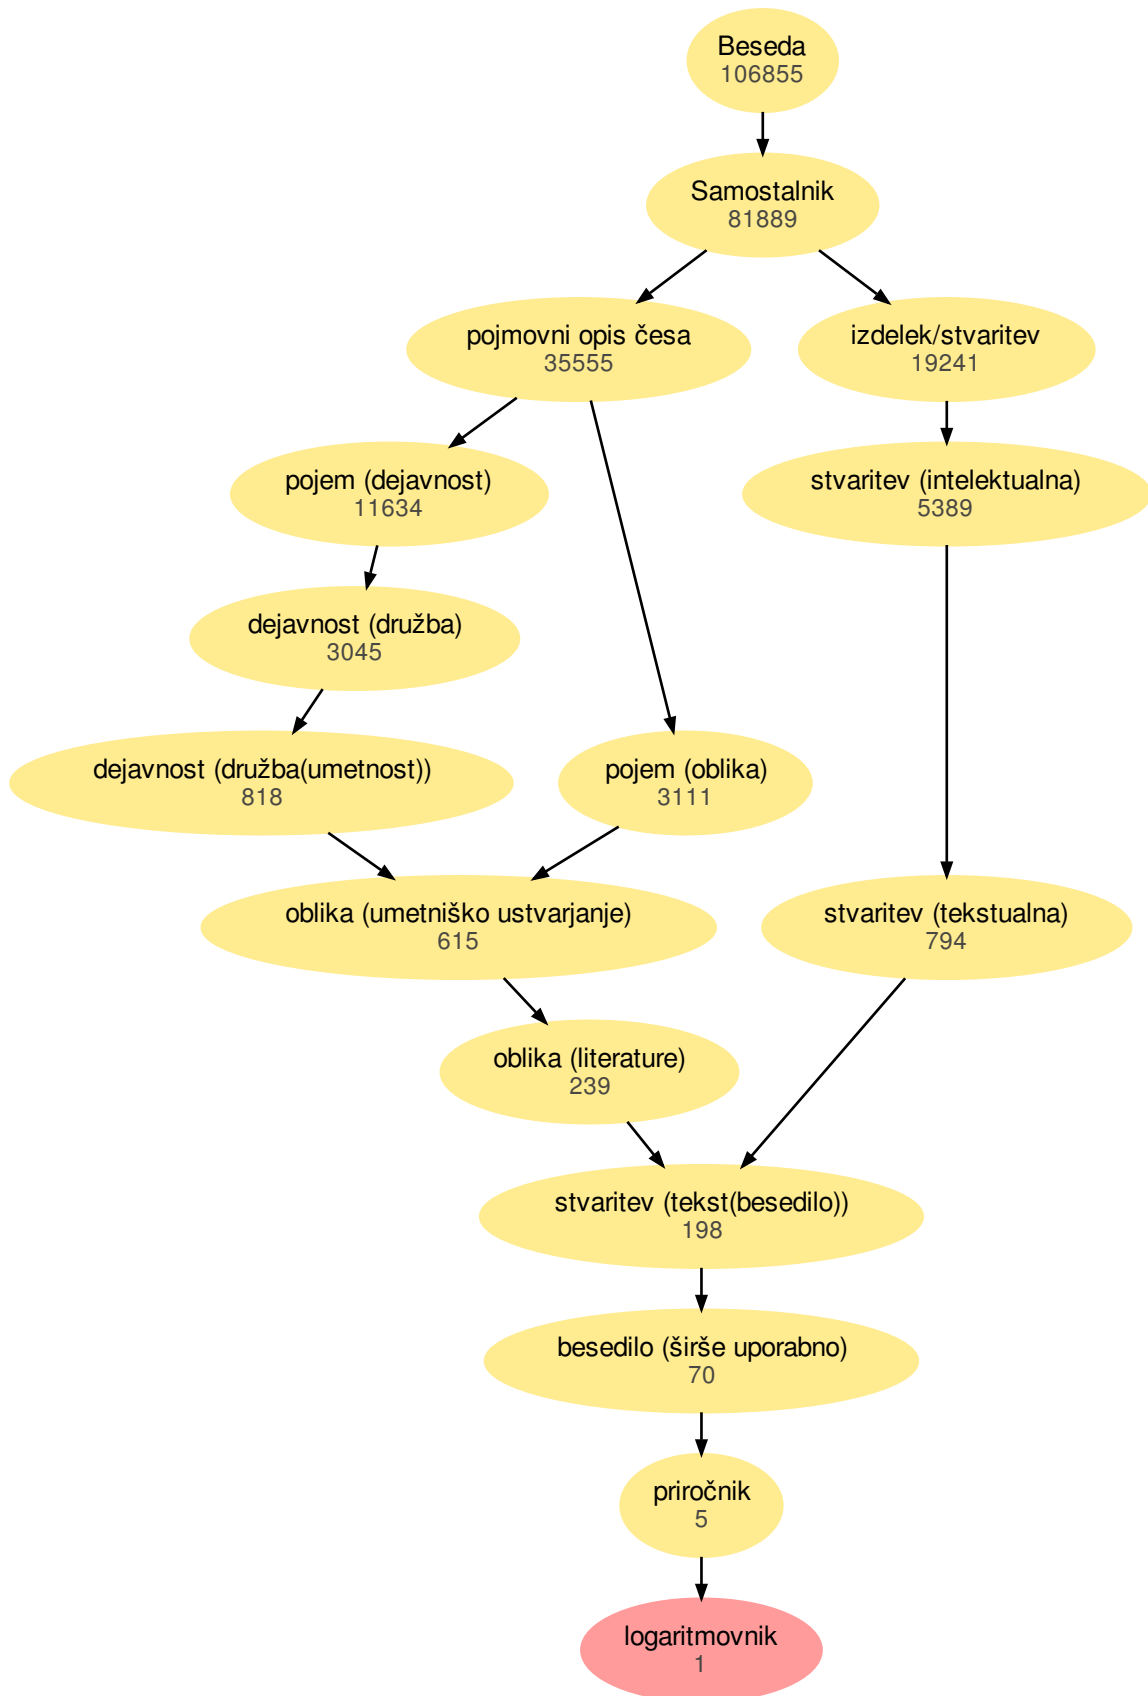 Beseda
106855
Samostalnik
81889
pojmovni opis česa
35555
izdelek/stvaritev
19241
pojem (dejavnost)
11634
stvaritev (intelektualna)
5389
dejavnost (družba)
3045
dejavnost (družba(umetnost))
818
pojem (oblika)
3111
oblika (umetniško ustvarjanje)
615
stvaritev (tekstualna)
794
oblika (literature)
239
stvaritev (tekst(besedilo))
198
besedilo (širše uporabno)
70
priročnik
5
logaritmovnik
1